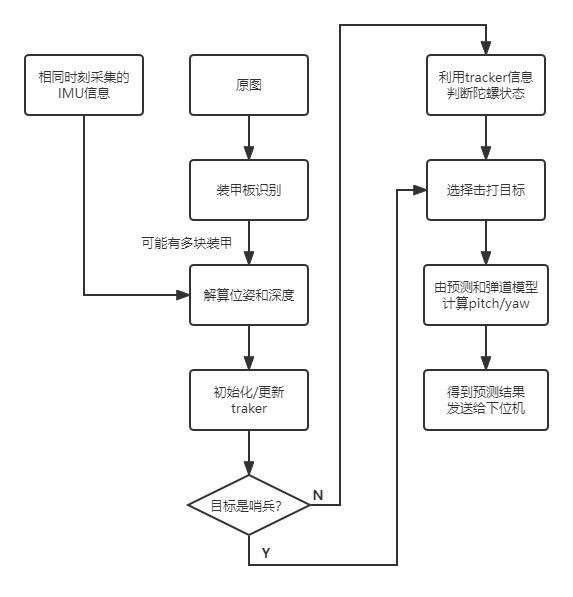 相同时刻采集的
IMU信息
原图
装甲板识别
可能有多块装甲
解算位姿和深度
初始化/更新
traker
目标是哨兵?
N
Y
利用tracker信息
判断陀螺状态
选择击打目标
由预测和弹道模型
计算pitch/yaw
得到预测结果
发送给下位机